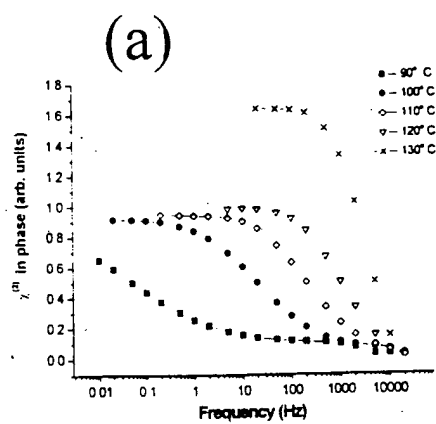 (a)
1.8
1.6
1.4
1.2
1.0
0.8
0.6
0.4
0.2
0.0
χ(2) In phase (arb. units)
0.01 0.1 1 10 100 1000 10000
Frequency (Hz)
90° C
100° C
110° C
120° C
130° C